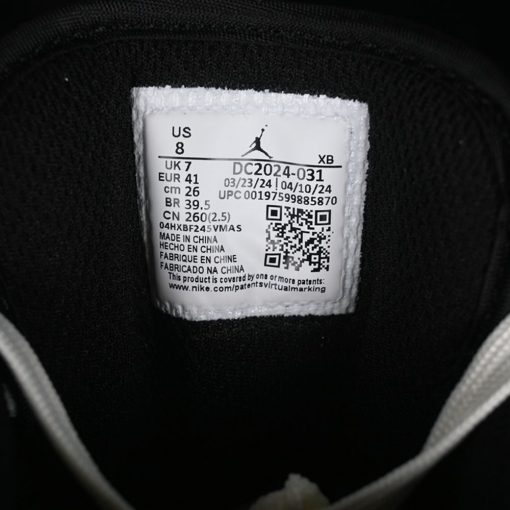 US
8
XB
UK 7
DC2024-031
EUR 41
03/23/24 | 04/10/24
cm 26
UPC 00197599885870
BR 39.5
CN 260(2.5)
04HXBF245VMAS
MADE IN CHINA
HECHO EN CHINA
FABRIQUE EN CHINE
FABRICADO NA CHINA
This product is covered by one or more patents:
www.nike.com/patentsvirtualmarking